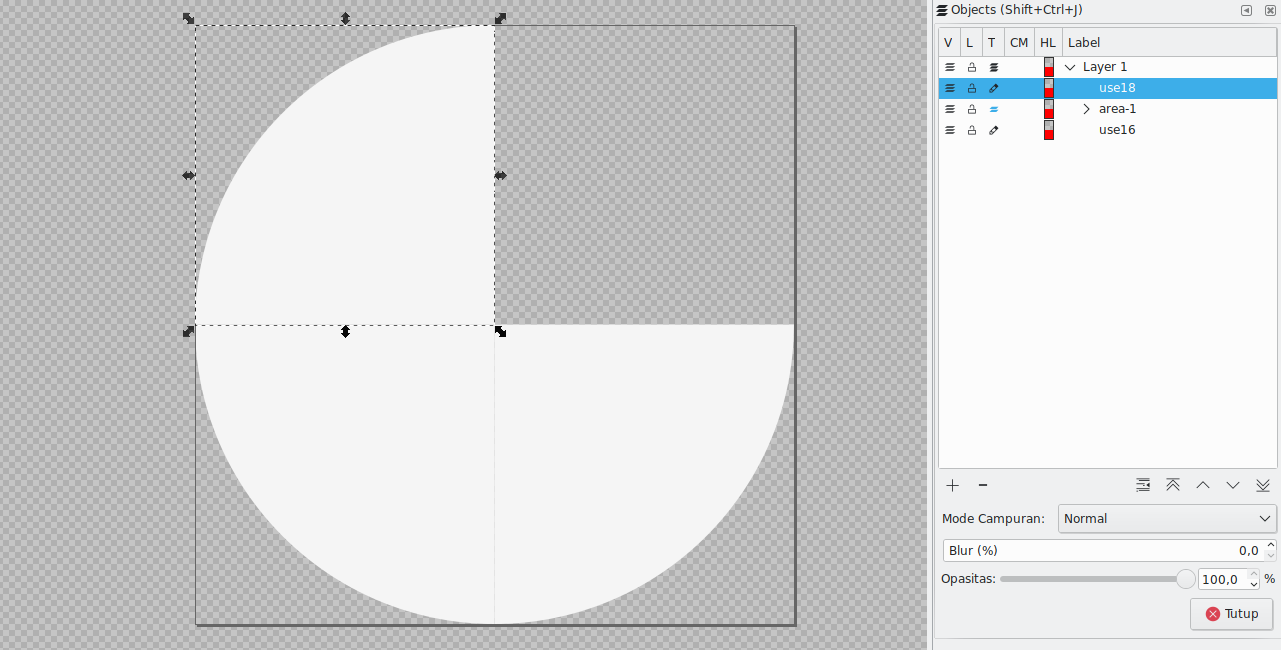 Objects (Shift+Ctrl+J)
V L T CM HL Label
Layer 1
use18
area-1
use16
Mode Campuran: Normal
Blur (%) 0,0
Opasitas: 100,0 %
Tutup